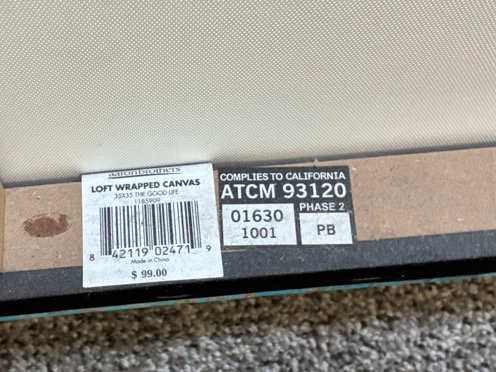 aaronbrothers
LOFT WRAPPED CANVAS
35X35 THE GOOD LIFE
1185909
8 42119 02471 9
Made in China
$ 99.00
COMPLIES TO CALIFORNIA
ATCM 93120
PHASE 2
01630
1001
PB